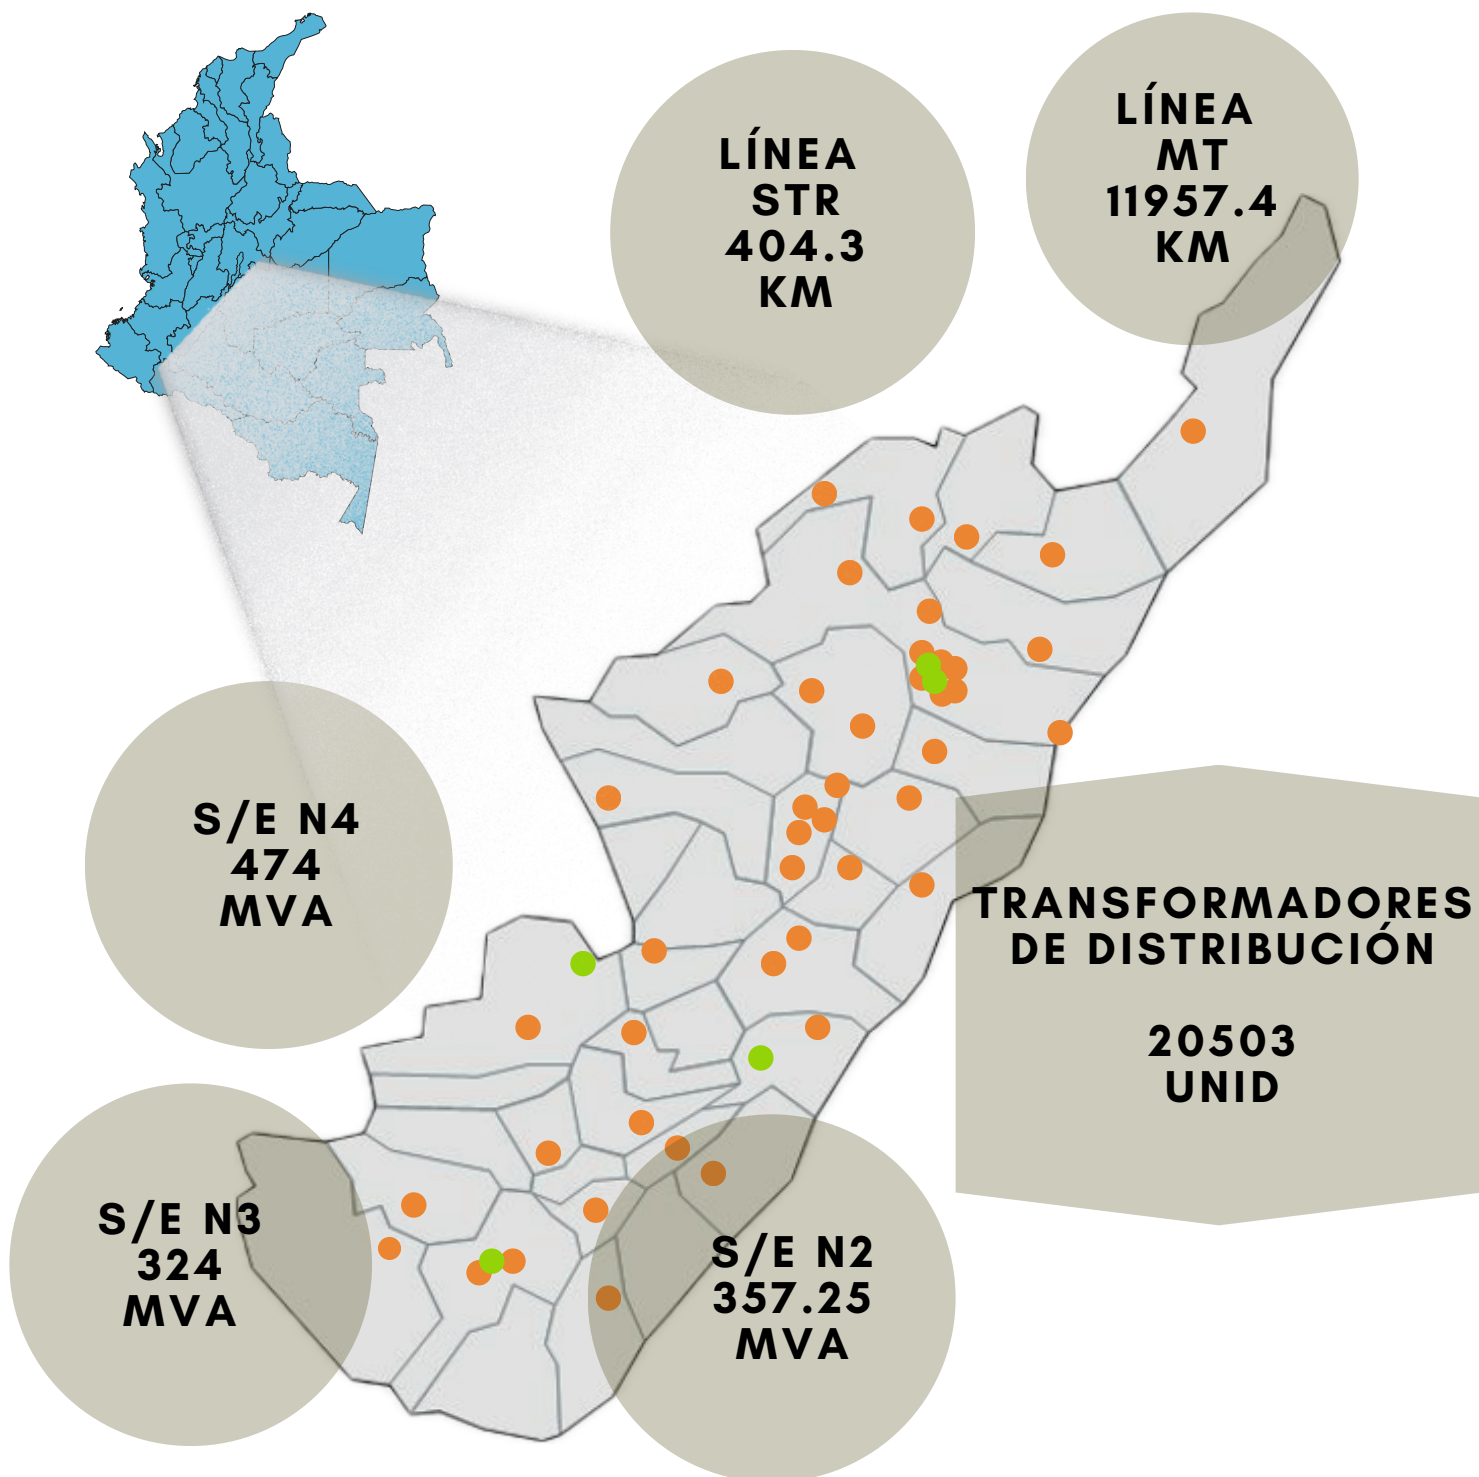 LÍNEA
STR
404.3
KM
LÍNEA
MT
11957.4
KM
S/E N4
474
MVA
TRANSFORMADORES
DE DISTRIBUCIÓN
20503
UNID
S/E N3
324
MVA
S/E N2
357.25
MVA